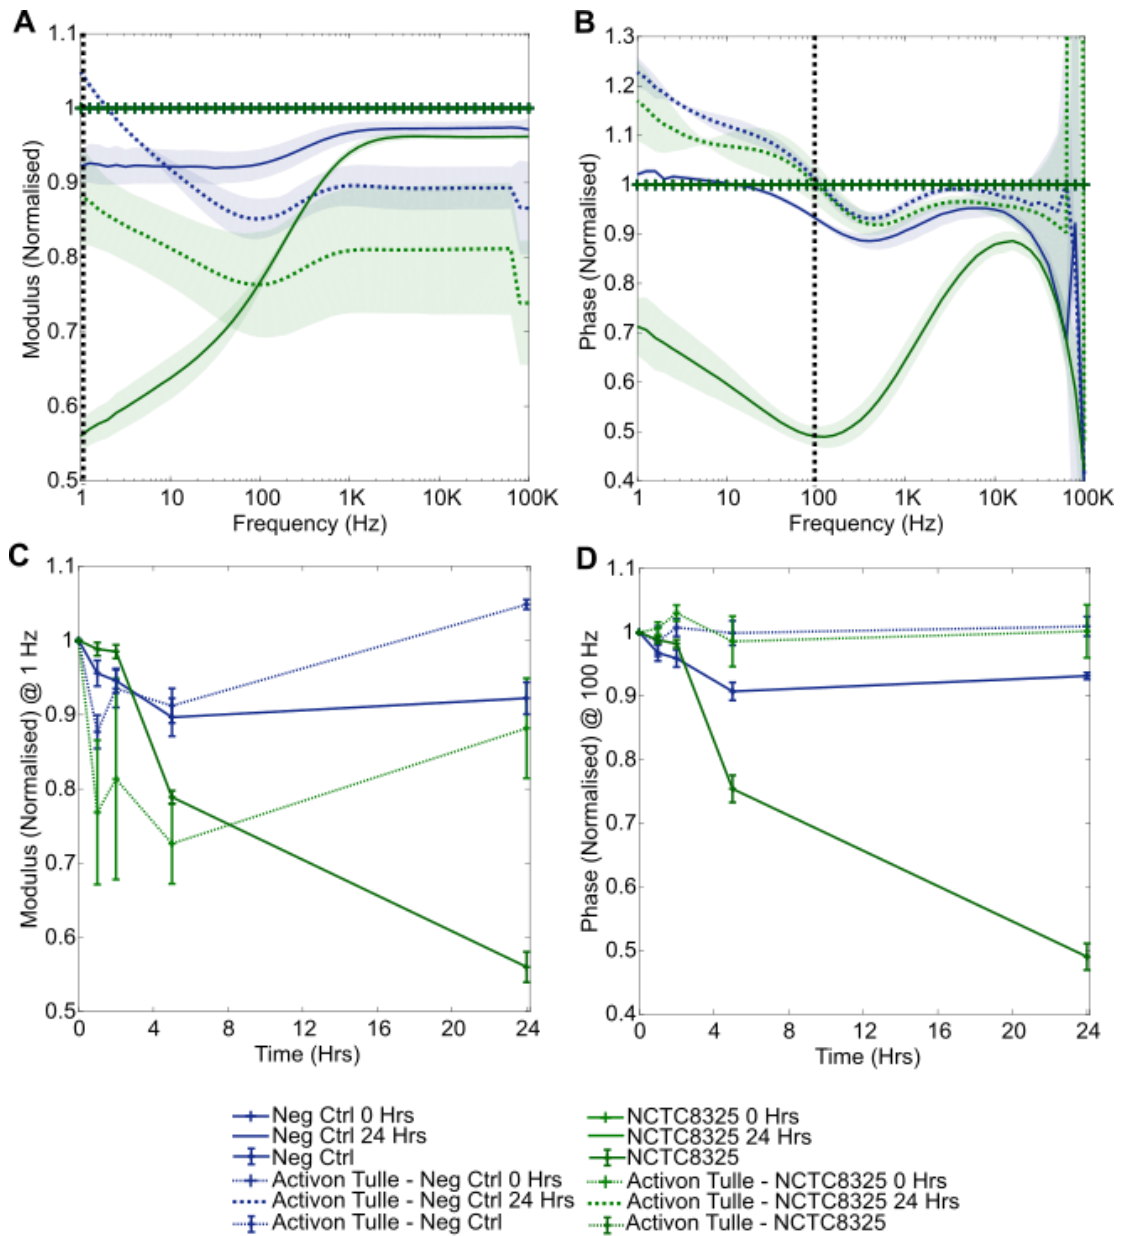 A
B
1.1
1
0.9
0.8
0.7
0.6
0.5
Modulus (Normalised)
1
10
100
1K
10K
100K
Frequency (Hz)
1.3
1.2
1.1
1
0.9
0.8
0.7
0.6
0.5
0.4
Phase (Normalised)
1
10
100
1K
10K
100K
Frequency (Hz)
C
D
1.1
1
0.9
0.8
0.7
0.6
0.5
Modulus (Normalised) @ 1 Hz
0
4
8
12
16
20
24
Time (Hrs)
1.1
1
0.9
0.8
0.7
0.6
0.5
0.4
Phase (Normalised) @ 100 Hz
0
4
8
12
16
20
24
Time (Hrs)
Neg Ctrl 0 Hrs
Neg Ctrl 24 Hrs
Neg Ctrl
Activon Tulle - Neg Ctrl 0 Hrs
Activon Tulle - Neg Ctrl 24 Hrs
Activon Tulle - Neg Ctrl
NCTC8325 0 Hrs
NCTC8325 24 Hrs
NCTC8325
Activon Tulle - NCTC8325 0 Hrs
Activon Tulle - NCTC8325 24 Hrs
Activon Tulle - NCTC8325